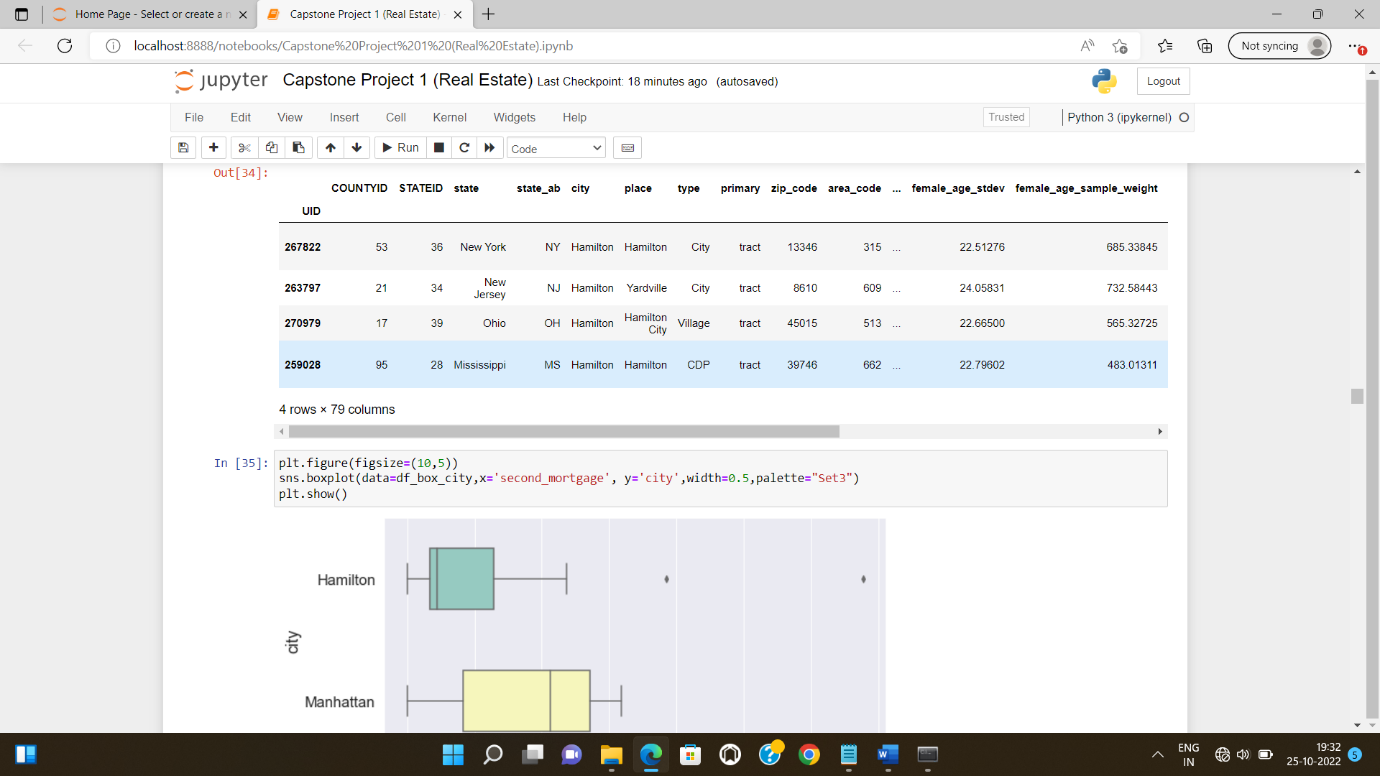 Home Page - Select or create a n
Capstone Project 1 (Real Estate)
localhost:8888/notebooks/Capstone%20Project%201%20(Real%20Estate).ipynb
Not syncing
jupyter Capstone Project 1 (Real Estate) Last Checkpoint: 18 minutes ago (autosaved)
Logout
File Edit View Insert Cell Kernel Widgets Help
Trusted
Python 3 (ipykernel)
Run
Code
Out[34]:
COUNTYID STATEID state state_ab city place type primary zip_code area_code ... female_age_stdev female_age_sample_weight
UID
267822 53 36 New York NY Hamilton Hamilton City tract 13346 315 ... 22.51276 685.33845
263797 21 34 New Jersey NJ Hamilton Yardville City tract 8610 609 ... 24.05831 732.58443
270979 17 39 Ohio OH Hamilton Hamilton City Village tract 45015 513 ... 22.66500 565.32725
259028 95 28 Mississippi MS Hamilton Hamilton CDP tract 39746 662 ... 22.79602 483.01311
4 rows × 79 columns
In [35]:
plt.figure(figsize=(10,5))
sns.boxplot(data=df_box_city,x='second_mortgage', y='city',width=0.5,palette="Set3")
plt.show()
Hamilton
city
Manhattan
ENG
IN
19:32
25-10-2022
5